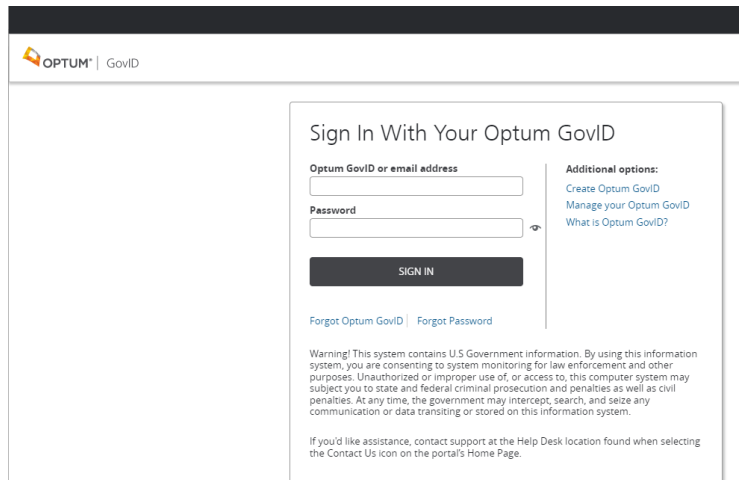 OPTUM® | GovID
Sign In With Your Optum GovID
Optum GovID or email address
Password
SIGN IN
Forgot Optum GovID | Forgot Password
Additional options:
Create Optum GovID
Manage your Optum GovID
What is Optum GovID?
Warning! This system contains U.S Government information. By using this information
system, you are consenting to system monitoring for law enforcement and other
purposes. Unauthorized or improper use of, or access to, this computer system may
subject you to state and federal criminal prosecution and penalties as well as civil
penalties. At any time, the government may intercept, search, and seize any
communication or data transiting or stored on this information system.
If you'd like assistance, contact support at the Help Desk location found when selecting
the Contact Us icon on the portal's Home Page.